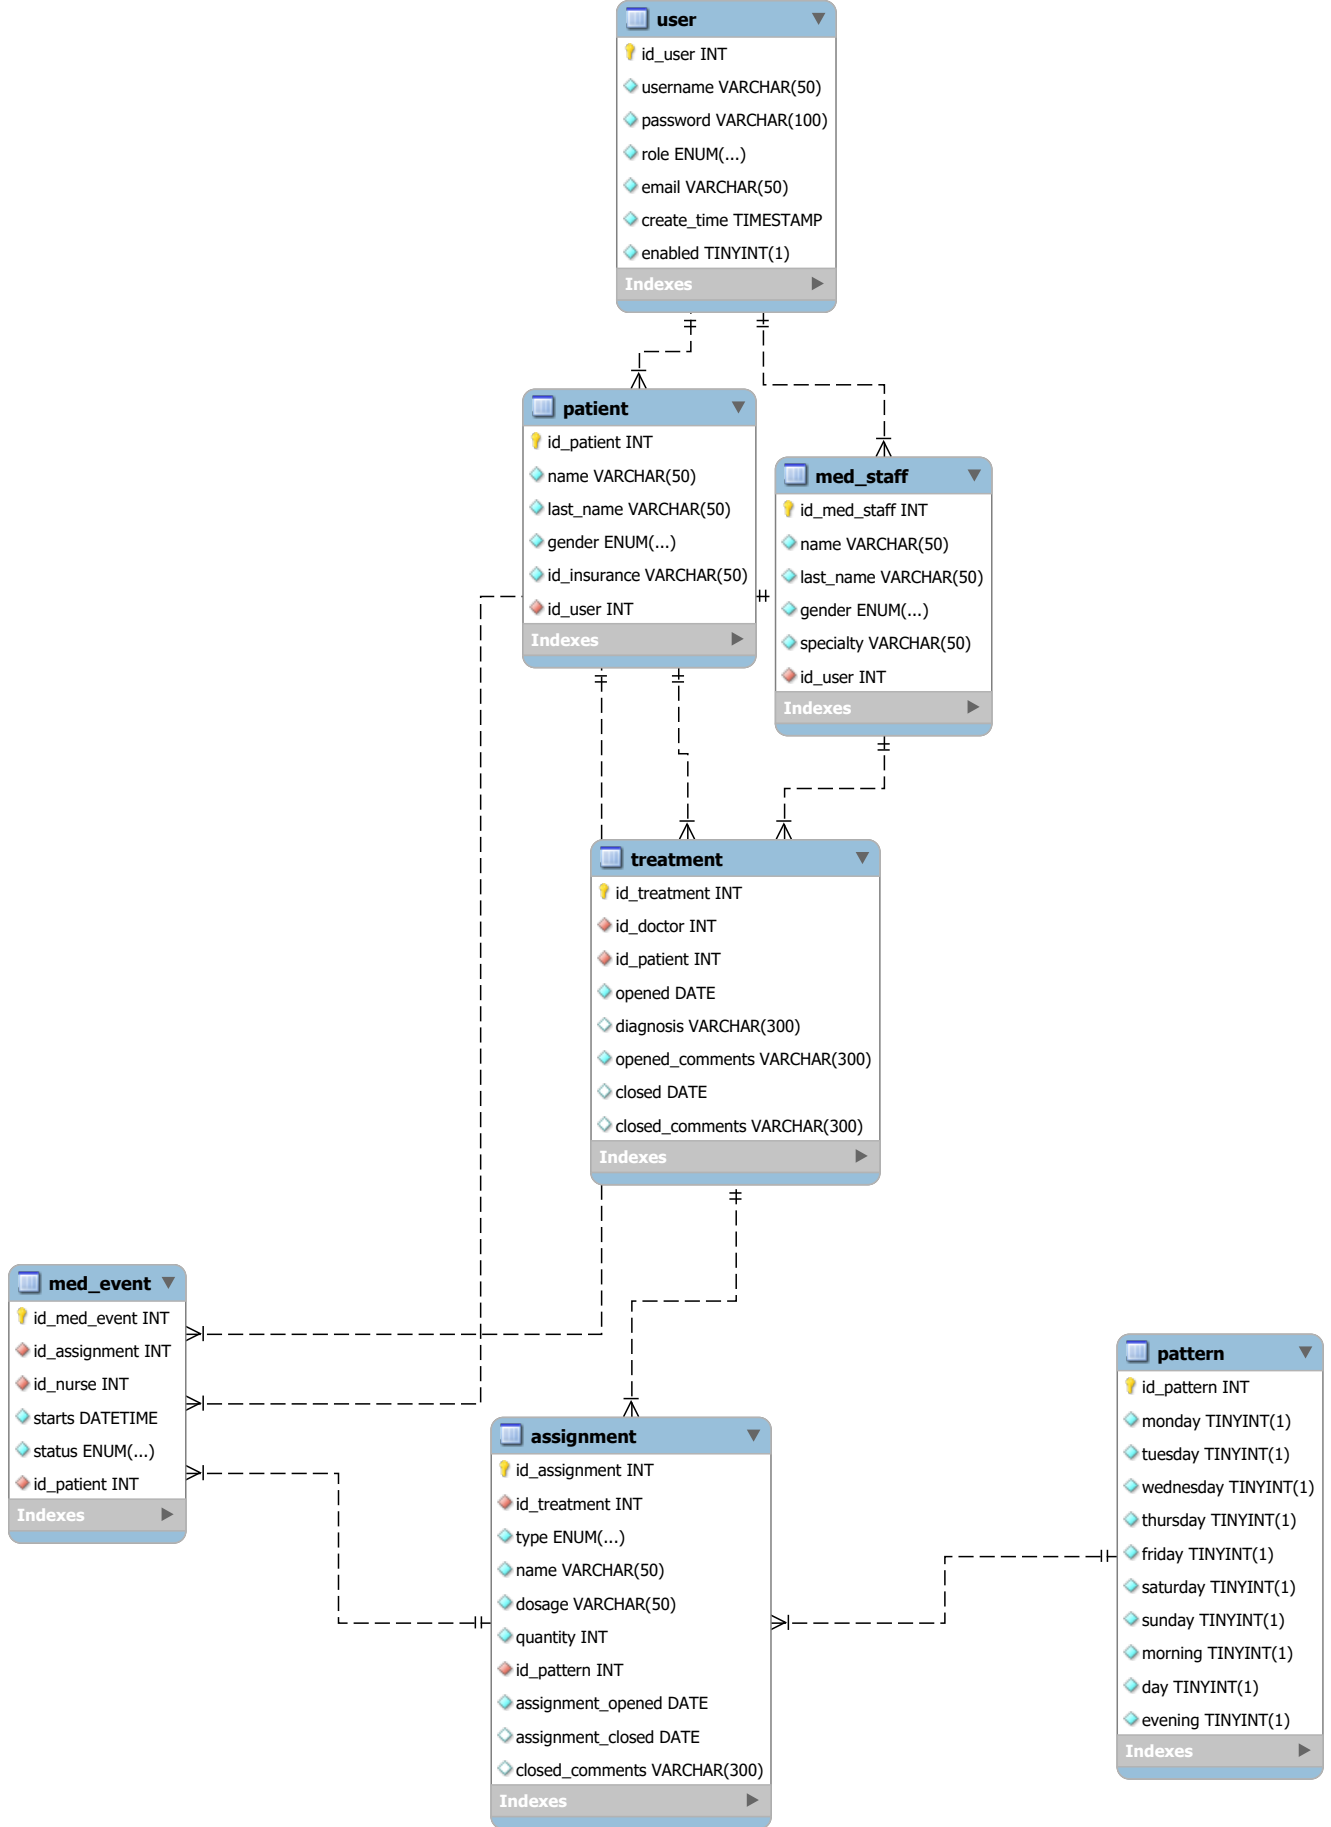 user
id_user INT
username VARCHAR(50)
password VARCHAR(100)
role ENUM(...)
email VARCHAR(50)
create_time TIMESTAMP
enabled TINYINT(1)
Indexes
patient
id_patient INT
name VARCHAR(50)
last_name VARCHAR(50)
gender ENUM(...)
id_insurance VARCHAR(50)
id_user INT
Indexes
med_staff
id_med_staff INT
name VARCHAR(50)
last_name VARCHAR(50)
gender ENUM(...)
specialty VARCHAR(50)
id_user INT
Indexes
treatment
id_treatment INT
id_doctor INT
id_patient INT
opened DATE
diagnosis VARCHAR(300)
opened_comments VARCHAR(300)
closed DATE
closed_comments VARCHAR(300)
Indexes
med_event
id_med_event INT
id_assignment INT
id_nurse INT
starts DATETIME
status ENUM(...)
id_patient INT
Indexes
assignment
id_assignment INT
id_treatment INT
type ENUM(...)
name VARCHAR(50)
dosage VARCHAR(50)
quantity INT
id_pattern INT
assignment_opened DATE
assignment_closed DATE
closed_comments VARCHAR(300)
Indexes
pattern
id_pattern INT
monday TINYINT(1)
tuesday TINYINT(1)
wednesday TINYINT(1)
thursday TINYINT(1)
friday TINYINT(1)
saturday TINYINT(1)
sunday TINYINT(1)
morning TINYINT(1)
day TINYINT(1)
evening TINYINT(1)
Indexes